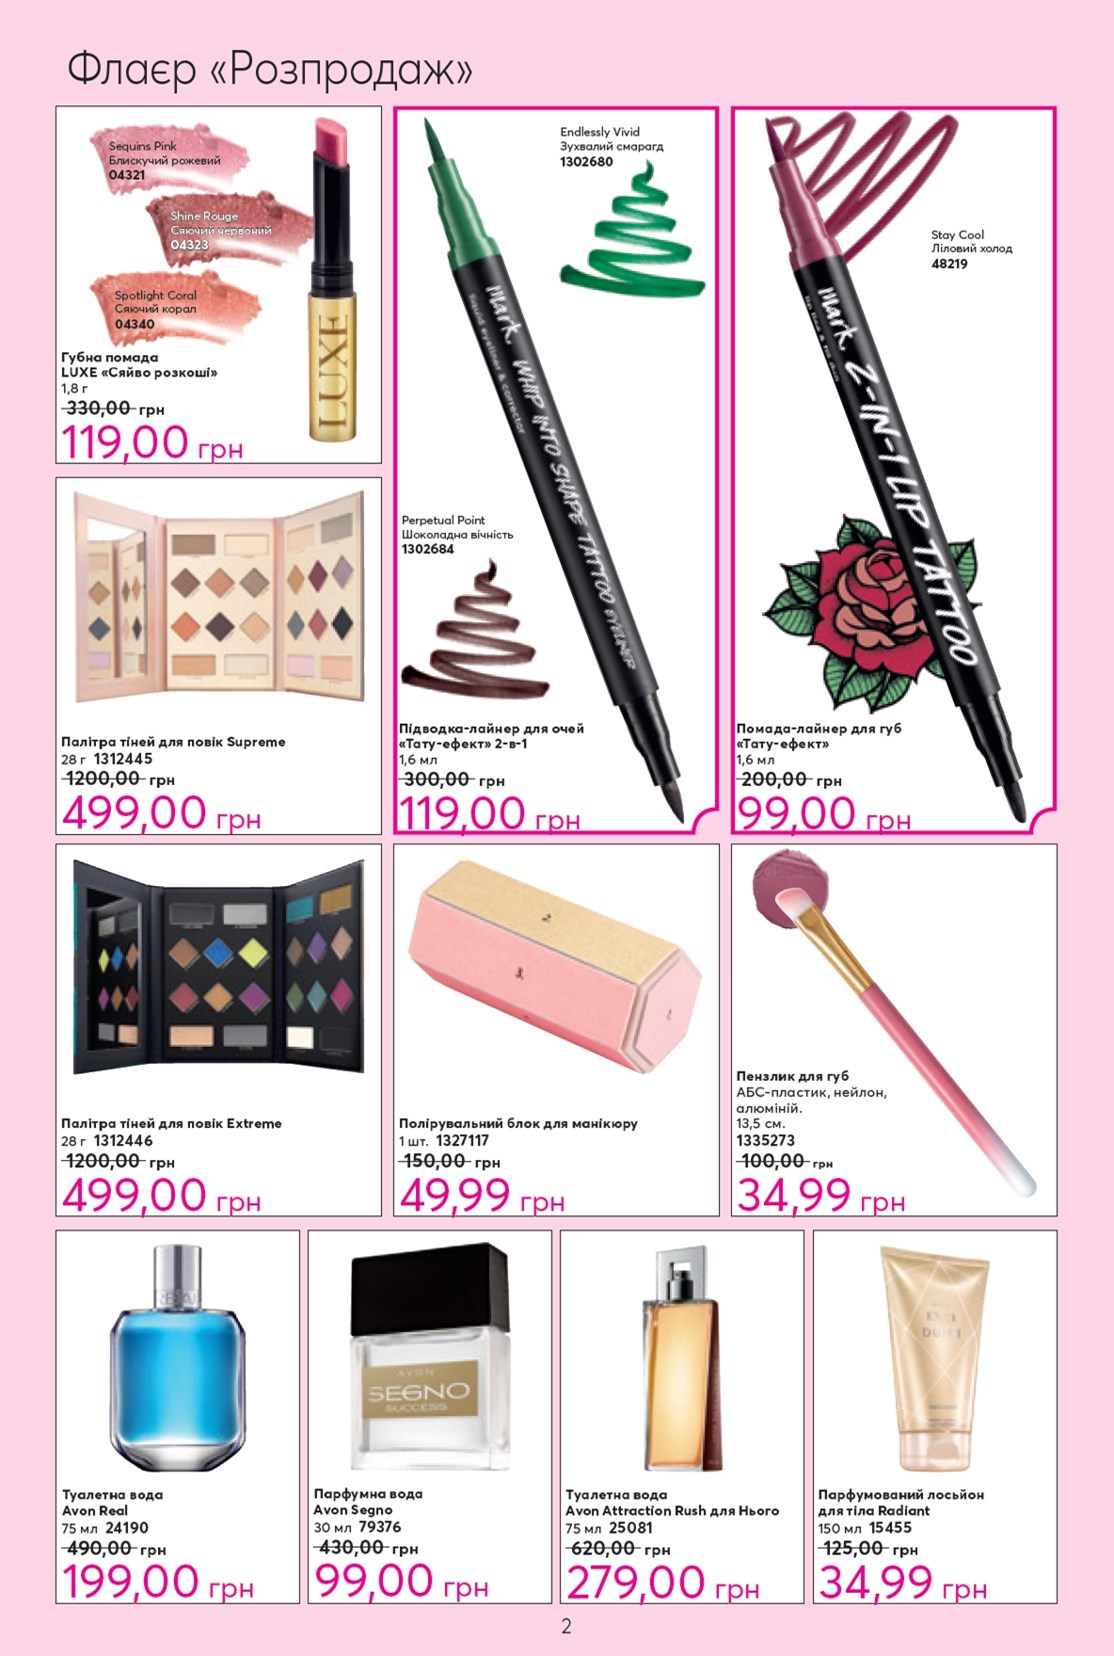 Флаєр «Розпродаж»
Sequins Pink
Блискучий рожевий
04321
Shine Rouge
Сяючий червоний
04323
Spotlight Coral
Сяючий корал
04340
LUXE
Губна помада
LUXE «Сяйво розкоші»
1,8 г
330,00 грн
119,00 грн
Endlessly Vivid
Зухвалий смарагд
1302680
mark. WHIP INTO SHAPE TATTOO EYELINER
liquid eyeliner & corrector
Perpetual Point
Шоколадна вічність
1302684
Підводка-лайнер для очей
«Тату-ефект» 2-в-1
1,6 мл
300,00 грн
119,00 грн
Stay Cool
Ліловий холод
48219
mark. 2-IN-1 LIP TATTOO
Помада-лайнер для губ
«Тату-ефект»
1,6 мл
200,00 грн
99,00 грн
Палітра тіней для повік Supreme
28 г 1312445
1200,00 грн
499,00 грн
Палітра тіней для повік Extreme
28 г 1312446
1200,00 грн
499,00 грн
2.
3.
Полірувальний блок для манікюру
1 шт. 1327117
150,00 грн
49,99 грн
Пензлик для губ
АБС-пластик, нейлон,
алюміній.
13,5 см.
1335273
100,00 грн
34,99 грн
Туалетна вода
Avon Real
75 мл 24190
490,00 грн
199,00 грн
AVON
SEGNO
SUCCESS
Парфумна вода
Avon Segno
30 мл 79376
430,00 грн
99,00 грн
Туалетна вода
Avon Attraction Rush для Нього
75 мл 25081
620,00 грн
279,00 грн
Парфумований лосьйон
для тіла Radiant
150 мл 15455
125,00 грн
34,99 грн
2